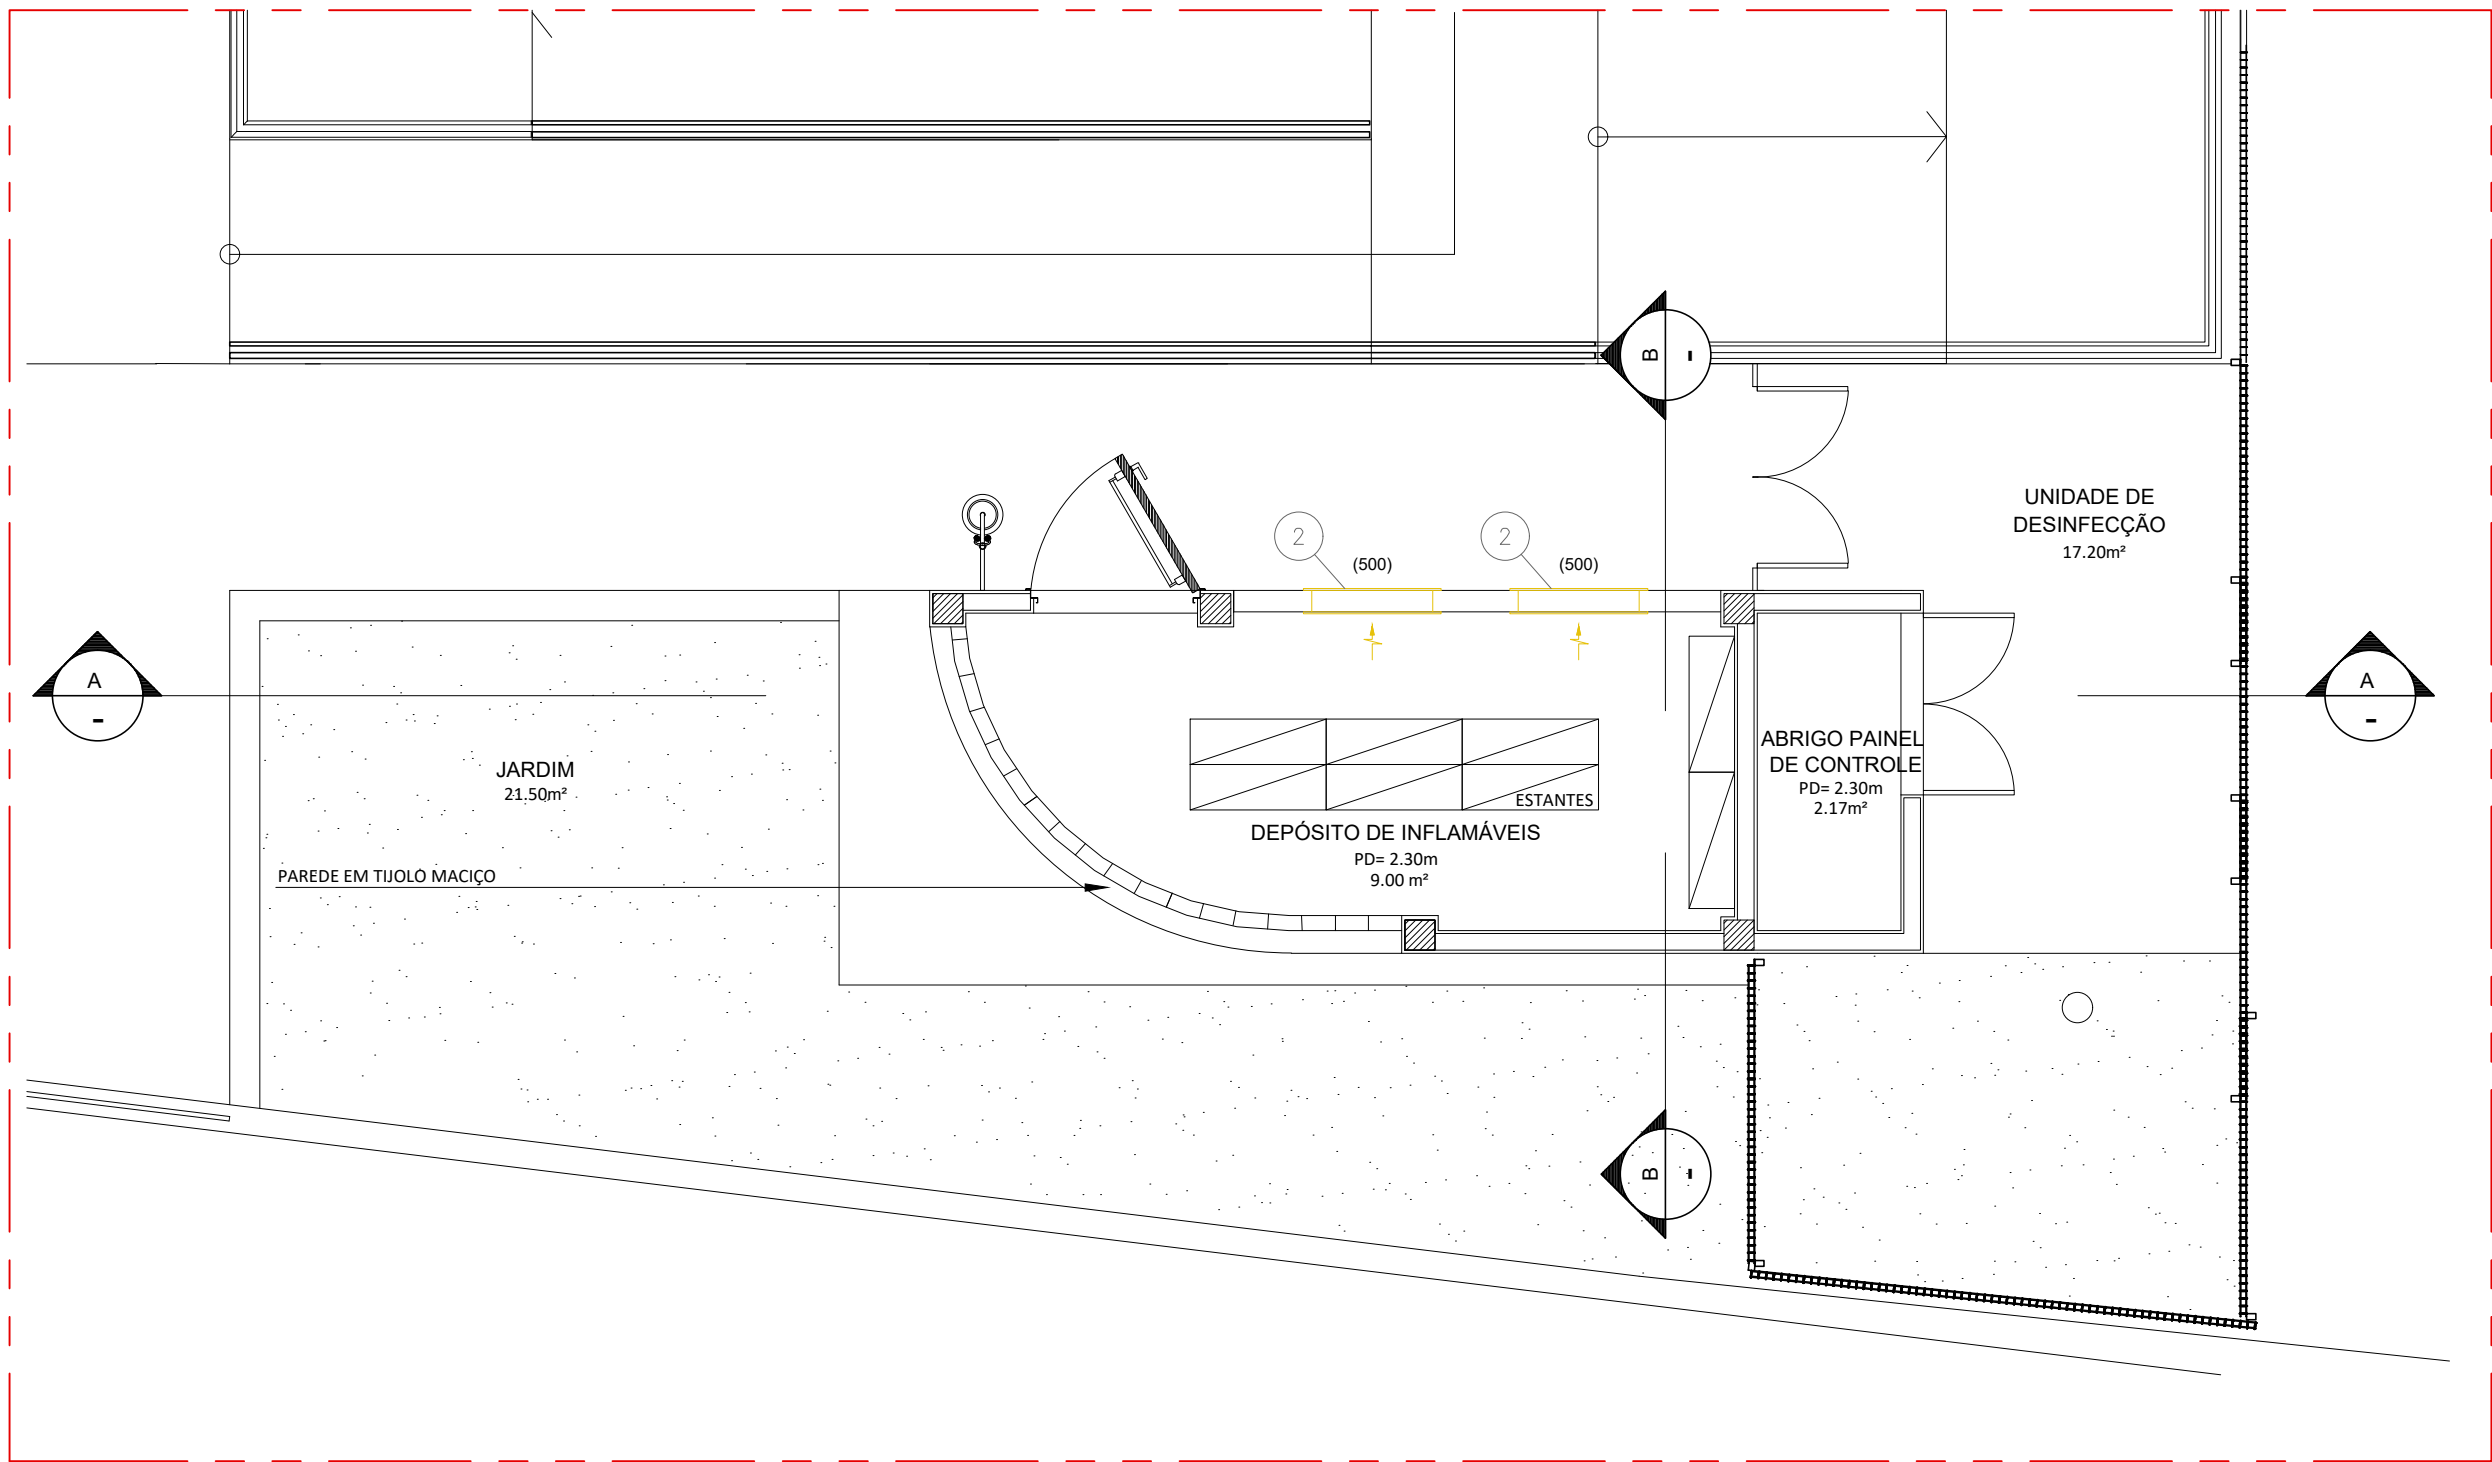 B
-
UNIDADE DE
DESINFECÇÃO
17.20m²
2
(500)
2
(500)
A
-
A
-
JARDIM
21.50m²
ABRIGO PAINEL
DE CONTROLE
PD= 2.30m
2.17m²
ESTANTES
DEPÓSITO DE INFLAMÁVEIS
PD= 2.30m
9.00 m²
PAREDE EM TIJOLO MACIÇO
B
-